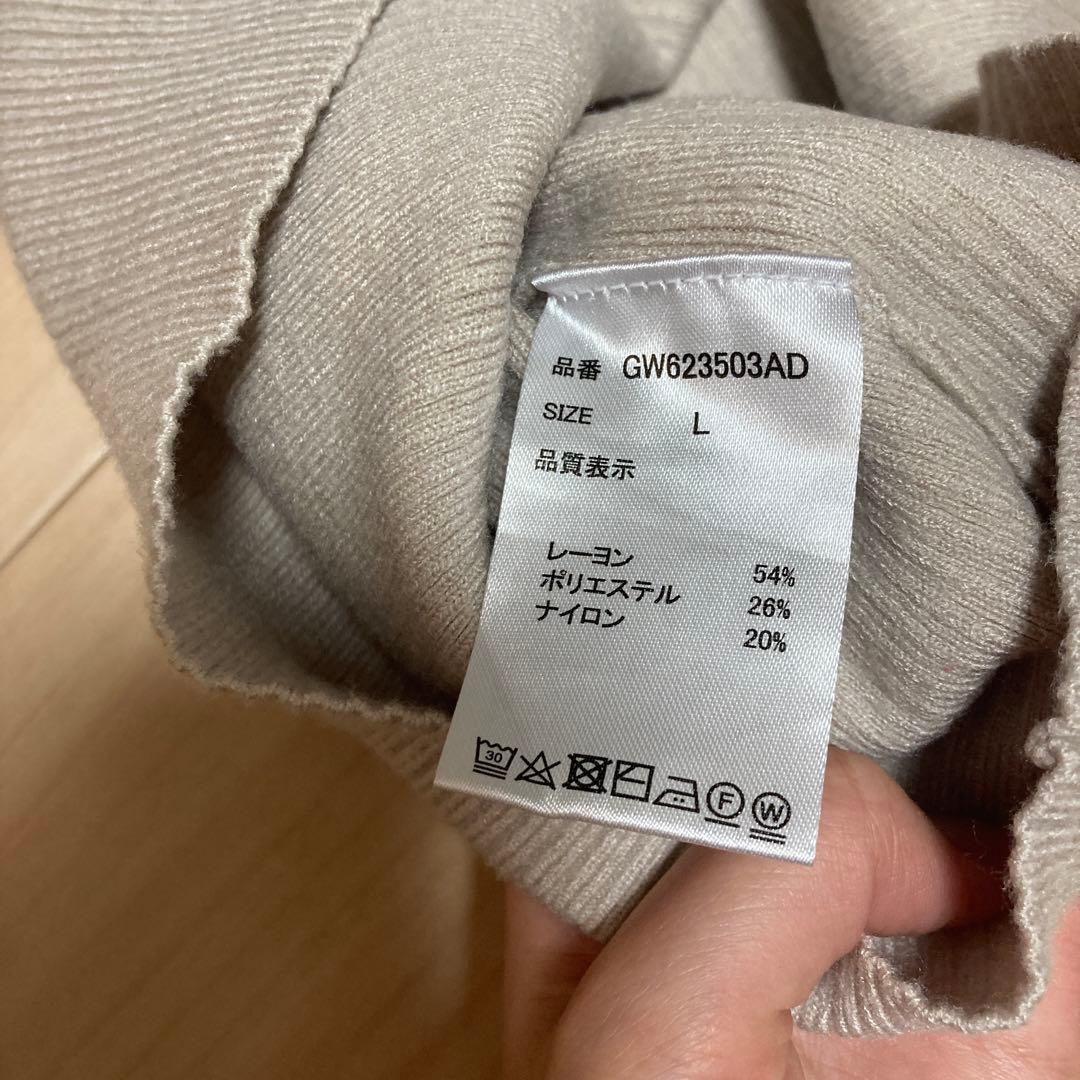 品番 GW623503AD
SIZE L
品質表示
レーヨン 54%
ポリエステル 26%
ナイロン 20%
30 F W